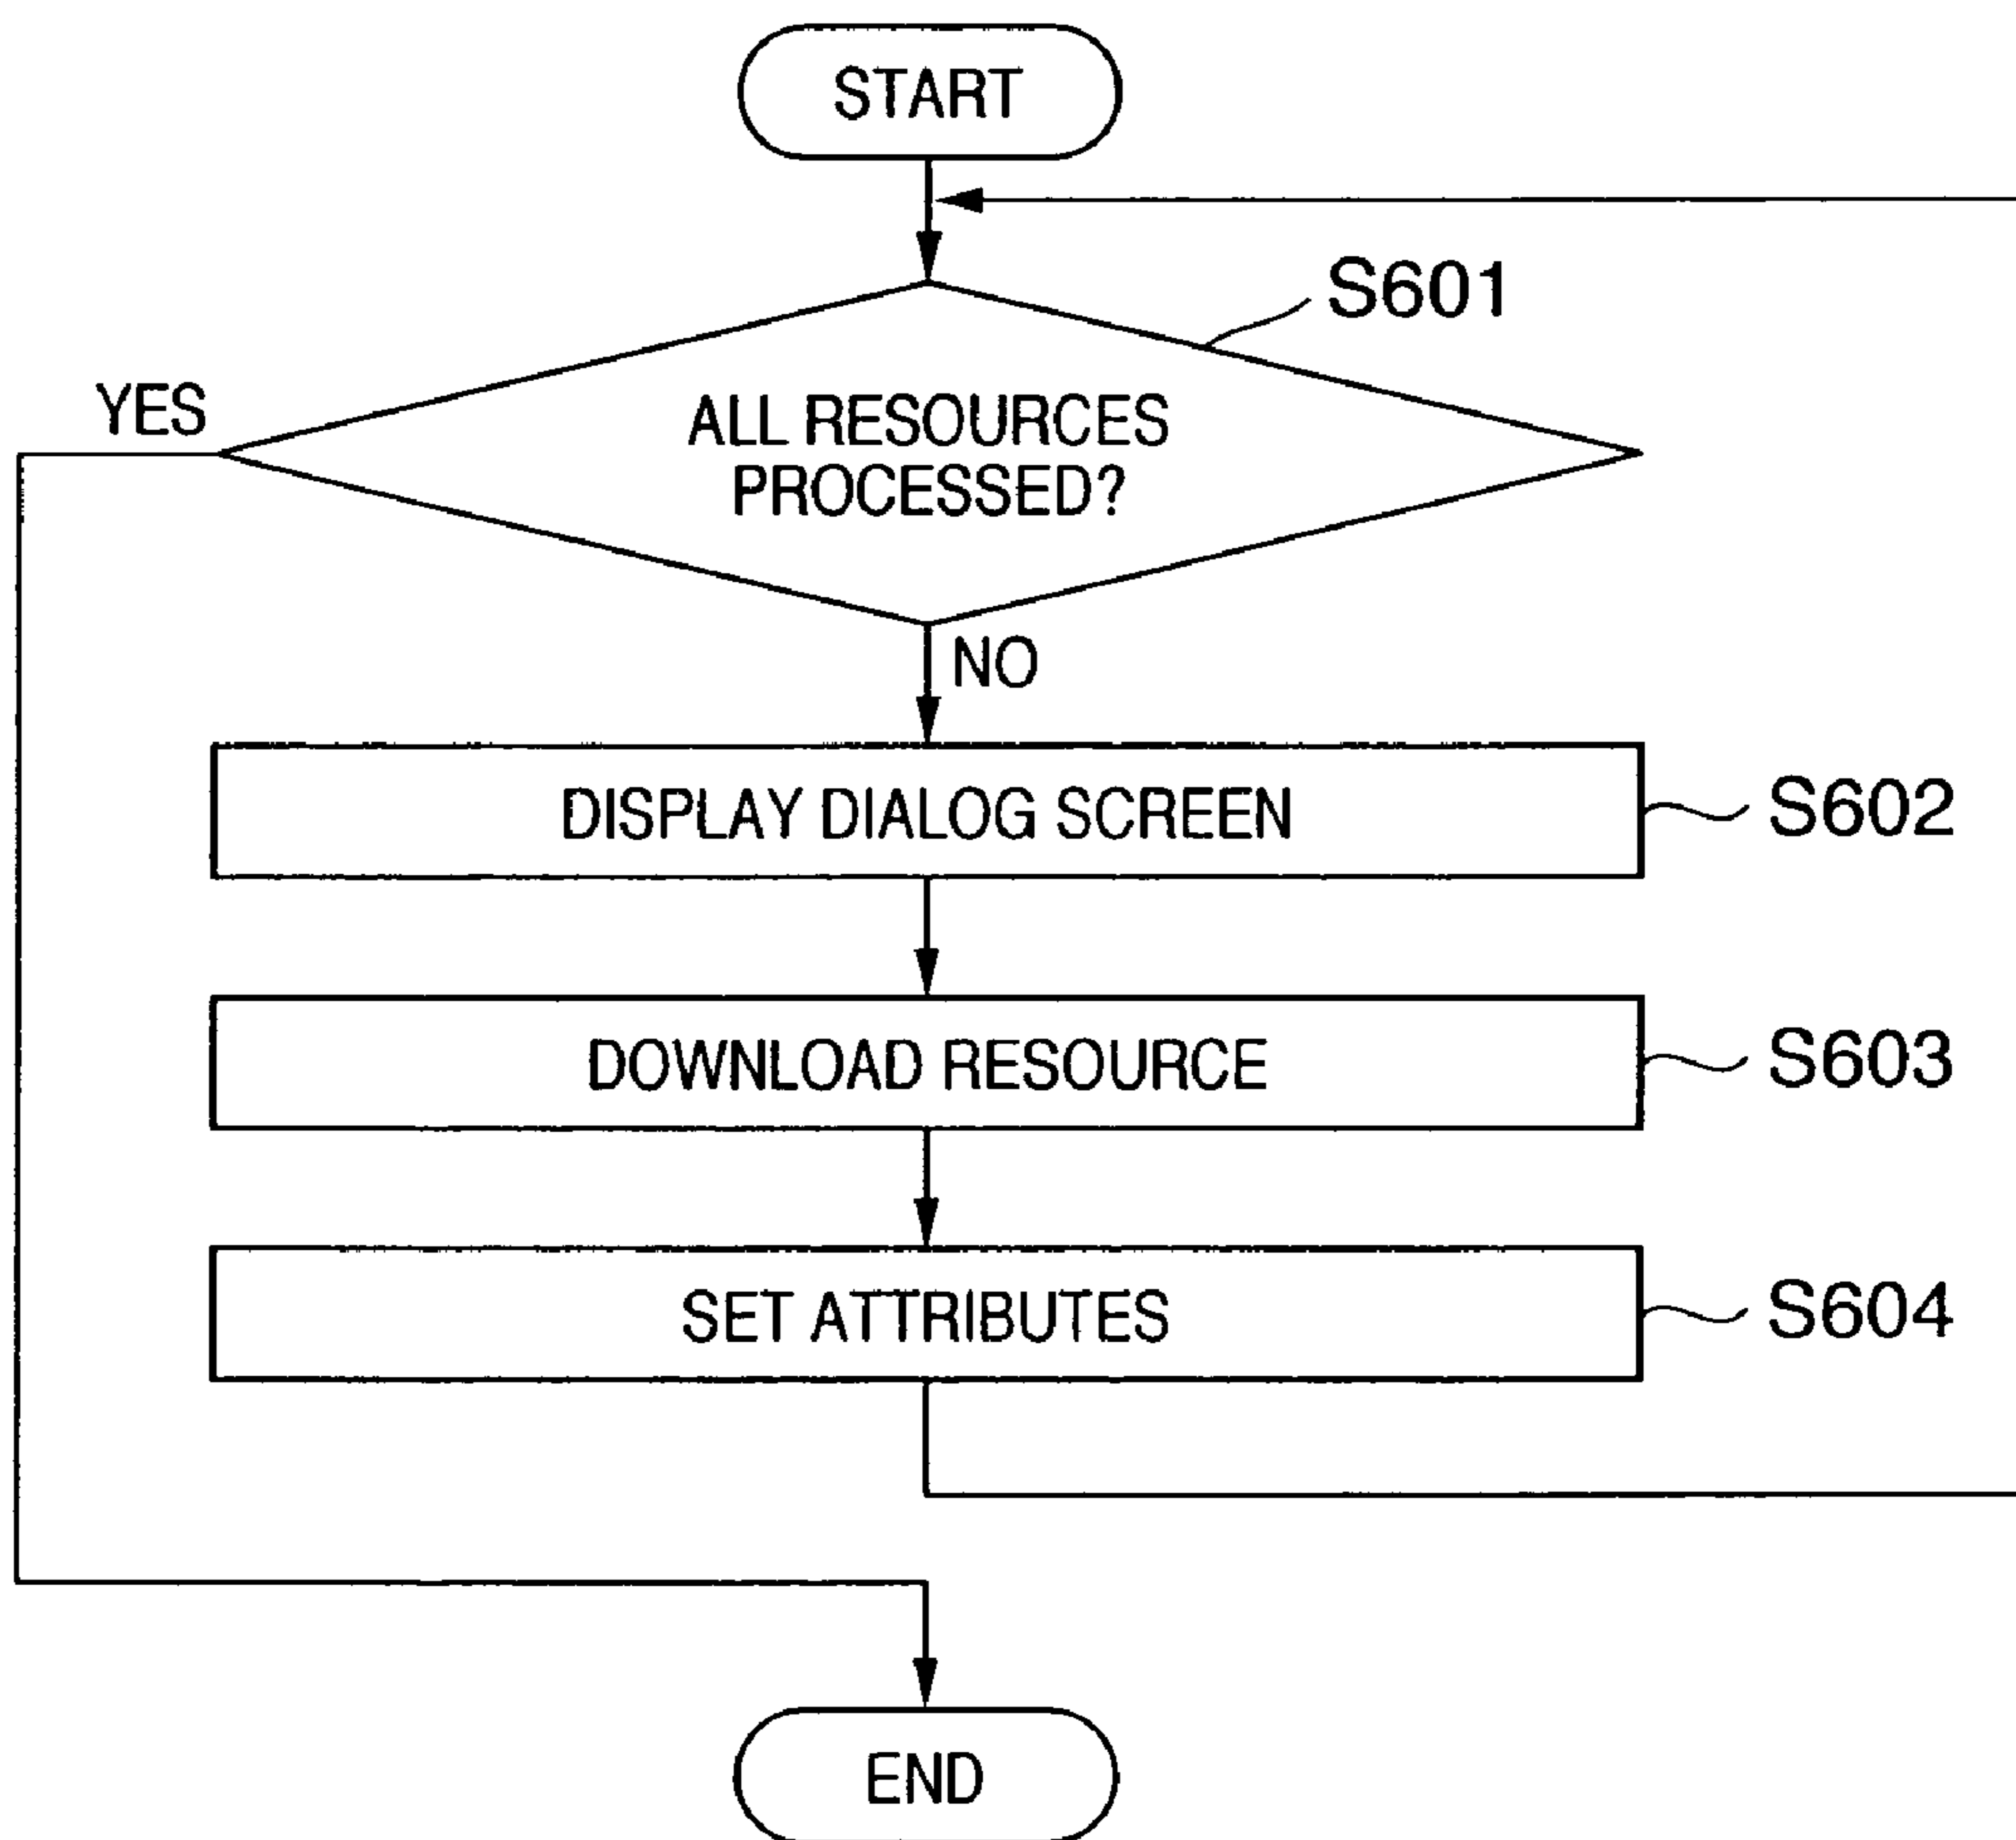 START
S601
YES
ALL RESOURCES
PROCESSED?
NO
DISPLAY DIALOG SCREEN
S602
DOWNLOAD RESOURCE
S603
SET ATTRIBUTES
S604
END